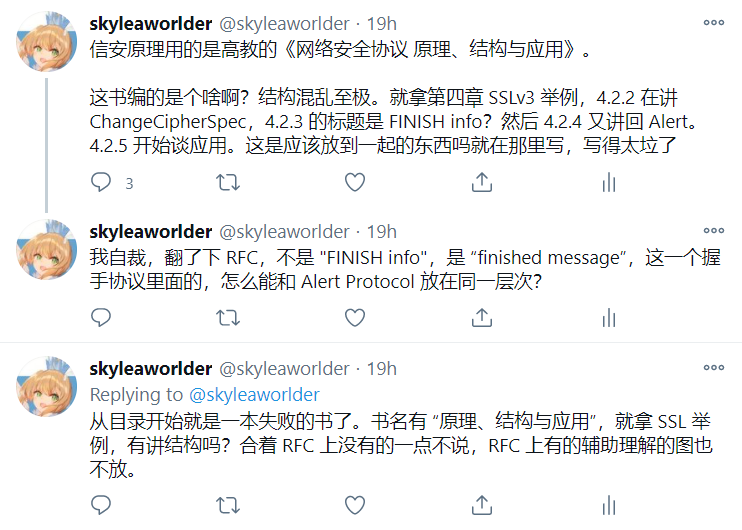 skyleaworlder @skyleaworlder · 19h
信安原理用的是高教的《网络安全协议 原理、结构与应用》。
这书编的是个啥啊？结构混乱至极。就拿第四章 SSLv3 举例，4.2.2 在讲
ChangeCipherSpec，4.2.3 的标题是 FINISH info？然后 4.2.4 又讲回 Alert。
4.2.5 开始谈应用。这是应该放到一起的东西吗就在那里写，写得太垃了
3
skyleaworlder @skyleaworlder · 19h
我自裁，翻了下 RFC，不是 "FINISH info"，是 “finished message”，这一个握
手协议里面的，怎么能和 Alert Protocol 放在同一层次？
skyleaworlder @skyleaworlder · 19h
Replying to @skyleaworlder
从目录开始就是一本失败的书了。书名有 “原理、结构与应用”，就拿 SSL 举
例，有讲结构吗？合着 RFC 上没有的一点不说，RFC 上有的辅助理解的图也
不放。